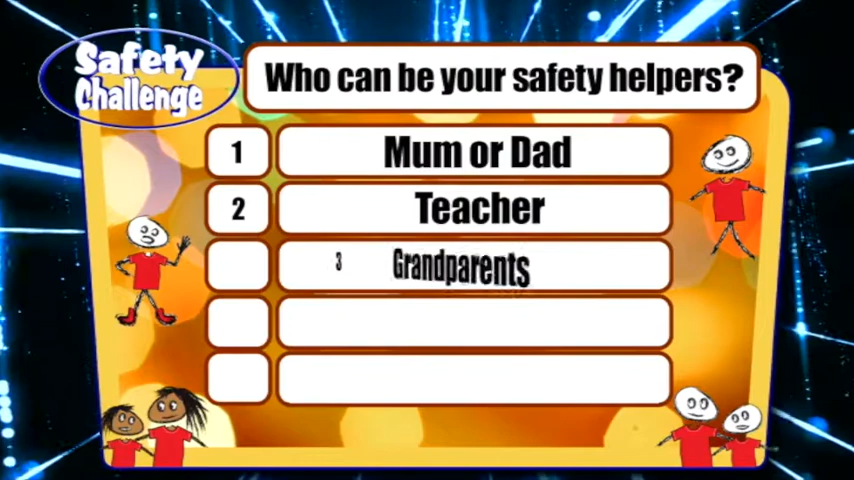 Safety
Challenge
Who can be your safety helpers?
1 Mum or Dad
2 Teacher
3 Grandparents